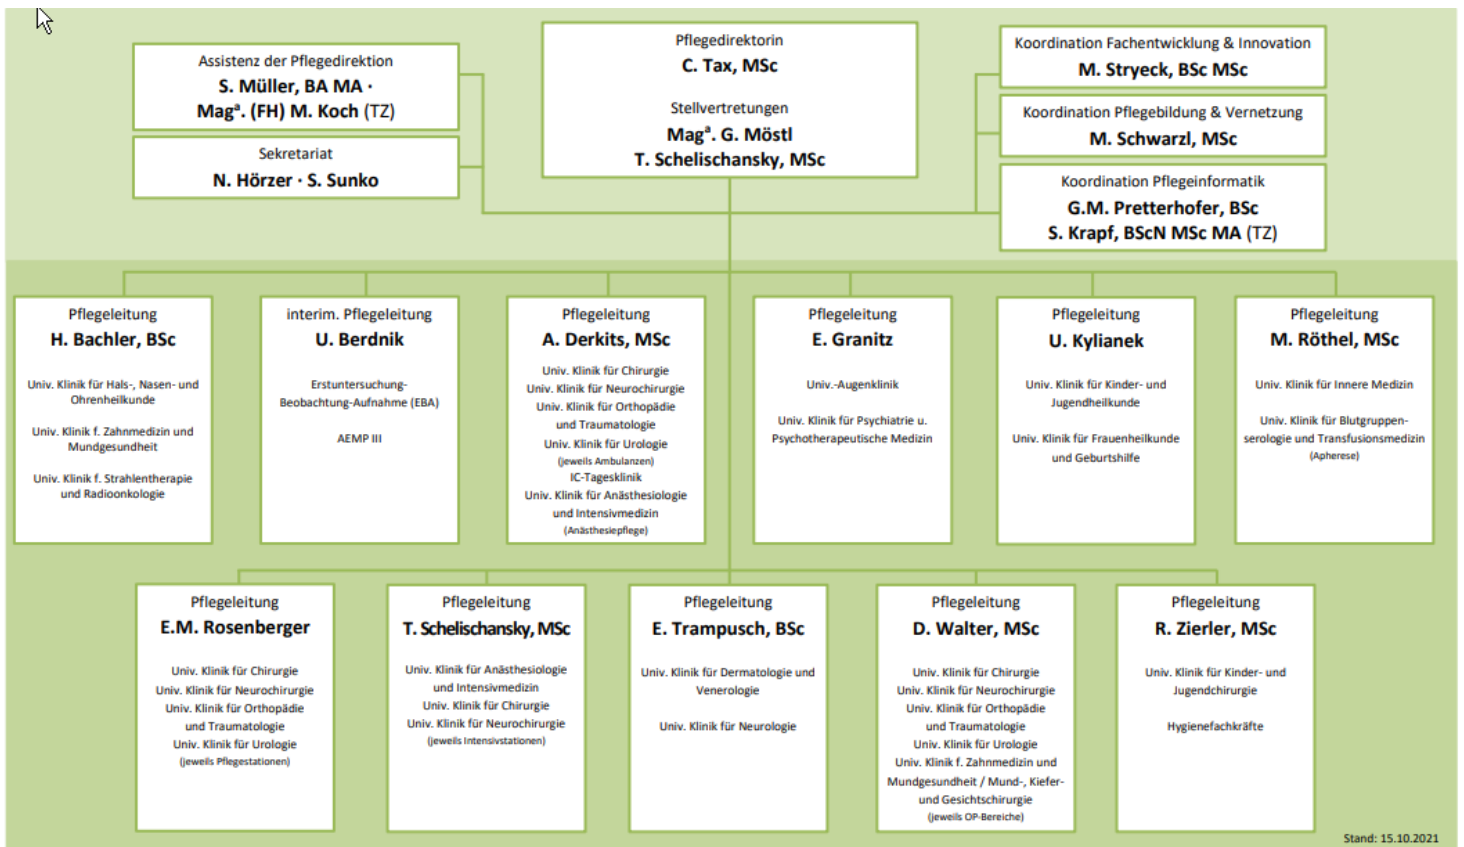 Assistenz der Pflegedirektion
S. Müller, BA MA ·
Magª. (FH) M. Koch (TZ)
Sekretariat
N. Hörzer · S. Sunko
Pflegedirektorin
C. Tax, MSc
Stellvertretungen
Magª. G. Möstl
T. Schelischansky, MSc
Koordination Fachentwicklung & Innovation
M. Stryeck, BSc MSc
Koordination Pflegebildung & Vernetzung
M. Schwarzl, MSc
Koordination Pflegeinformatik
G.M. Pretterhofer, BSc
S. Krapf, BScN MSc MA (TZ)
Pflegeleitung
H. Bachler, BSc
Univ. Klinik für Hals-, Nasen- und
Ohrenheilkunde
Univ. Klinik f. Zahnmedizin und
Mundgesundheit
Univ. Klinik f. Strahlentherapie
und Radioonkologie
interim. Pflegeleitung
U. Berdnik
Erstuntersuchung-
Beobachtung-Aufnahme (EBA)
AEMP III
Pflegeleitung
A. Derkits, MSc
Univ. Klinik für Chirurgie
Univ. Klinik für Neurochirurgie
Univ. Klinik für Orthopädie
und Traumatologie
Univ. Klinik für Urologie
(jeweils Ambulanzen)
IC-Tagesklinik
Univ. Klinik für Anästhesiologie
und Intensivmedizin
(Anästhesiepflege)
Pflegeleitung
E. Granitz
Univ.-Augenklinik
Univ. Klinik für Psychiatrie u.
Psychotherapeutische Medizin
Pflegeleitung
U. Kylianek
Univ. Klinik für Kinder- und
Jugendheilkunde
Univ. Klinik für Frauenheilkunde
und Geburtshilfe
Pflegeleitung
M. Röthel, MSc
Univ. Klinik für Innere Medizin
Univ. Klinik für Blutgruppen-
serologie und Transfusionsmedizin
(Apherese)
Pflegeleitung
E.M. Rosenberger
Univ. Klinik für Chirurgie
Univ. Klinik für Neurochirurgie
Univ. Klinik für Orthopädie
und Traumatologie
Univ. Klinik für Urologie
(jeweils Pflegestationen)
Pflegeleitung
T. Schelischansky, MSc
Univ. Klinik für Anästhesiologie
und Intensivmedizin
Univ. Klinik für Chirurgie
Univ. Klinik für Neurochirurgie
(jeweils Intensivstationen)
Pflegeleitung
E. Trampusch, BSc
Univ. Klinik für Dermatologie und
Venerologie
Univ. Klinik für Neurologie
Pflegeleitung
D. Walter, MSc
Univ. Klinik für Chirurgie
Univ. Klinik für Neurochirurgie
Univ. Klinik für Orthopädie
und Traumatologie
Univ. Klinik für Urologie
Univ. Klinik f. Zahnmedizin und
Mundgesundheit / Mund-, Kiefer-
und Gesichtschirurgie
(jeweils OP-Bereiche)
Pflegeleitung
R. Zierler, MSc
Univ. Klinik für Kinder- und
Jugendchirurgie
Hygienefachkräfte
Stand: 15.10.2021